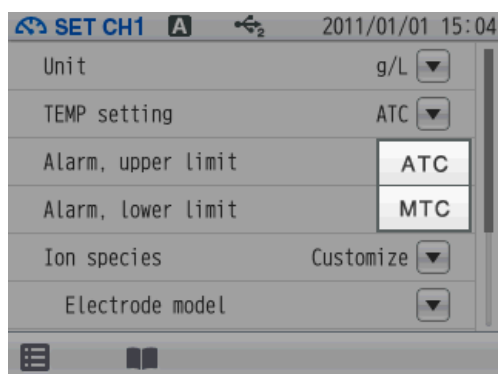 SET CH1 A 2 2011/01/01 15:04
Unit g/L
TEMP setting ATC
Alarm, upper limit ATC
Alarm, lower limit MTC
Ion species Customize
Electrode model